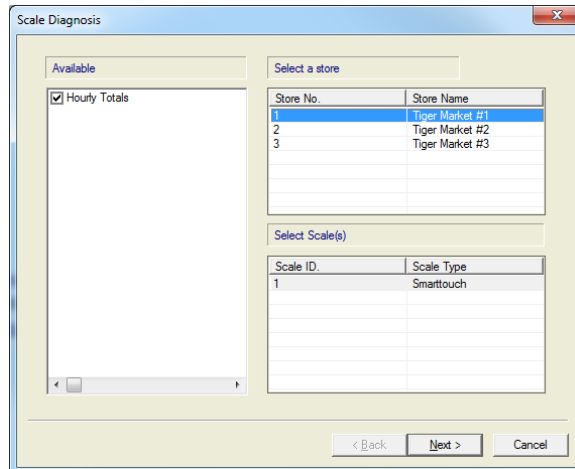 Scale Diagnosis
Available
Hourly Totals
Select a store
Store No. Store Name
1 Tiger Market #1
2 Tiger Market #2
3 Tiger Market #3
Select Scale(s)
Scale ID. Scale Type
1 Smarttouch
< Back Next > Cancel